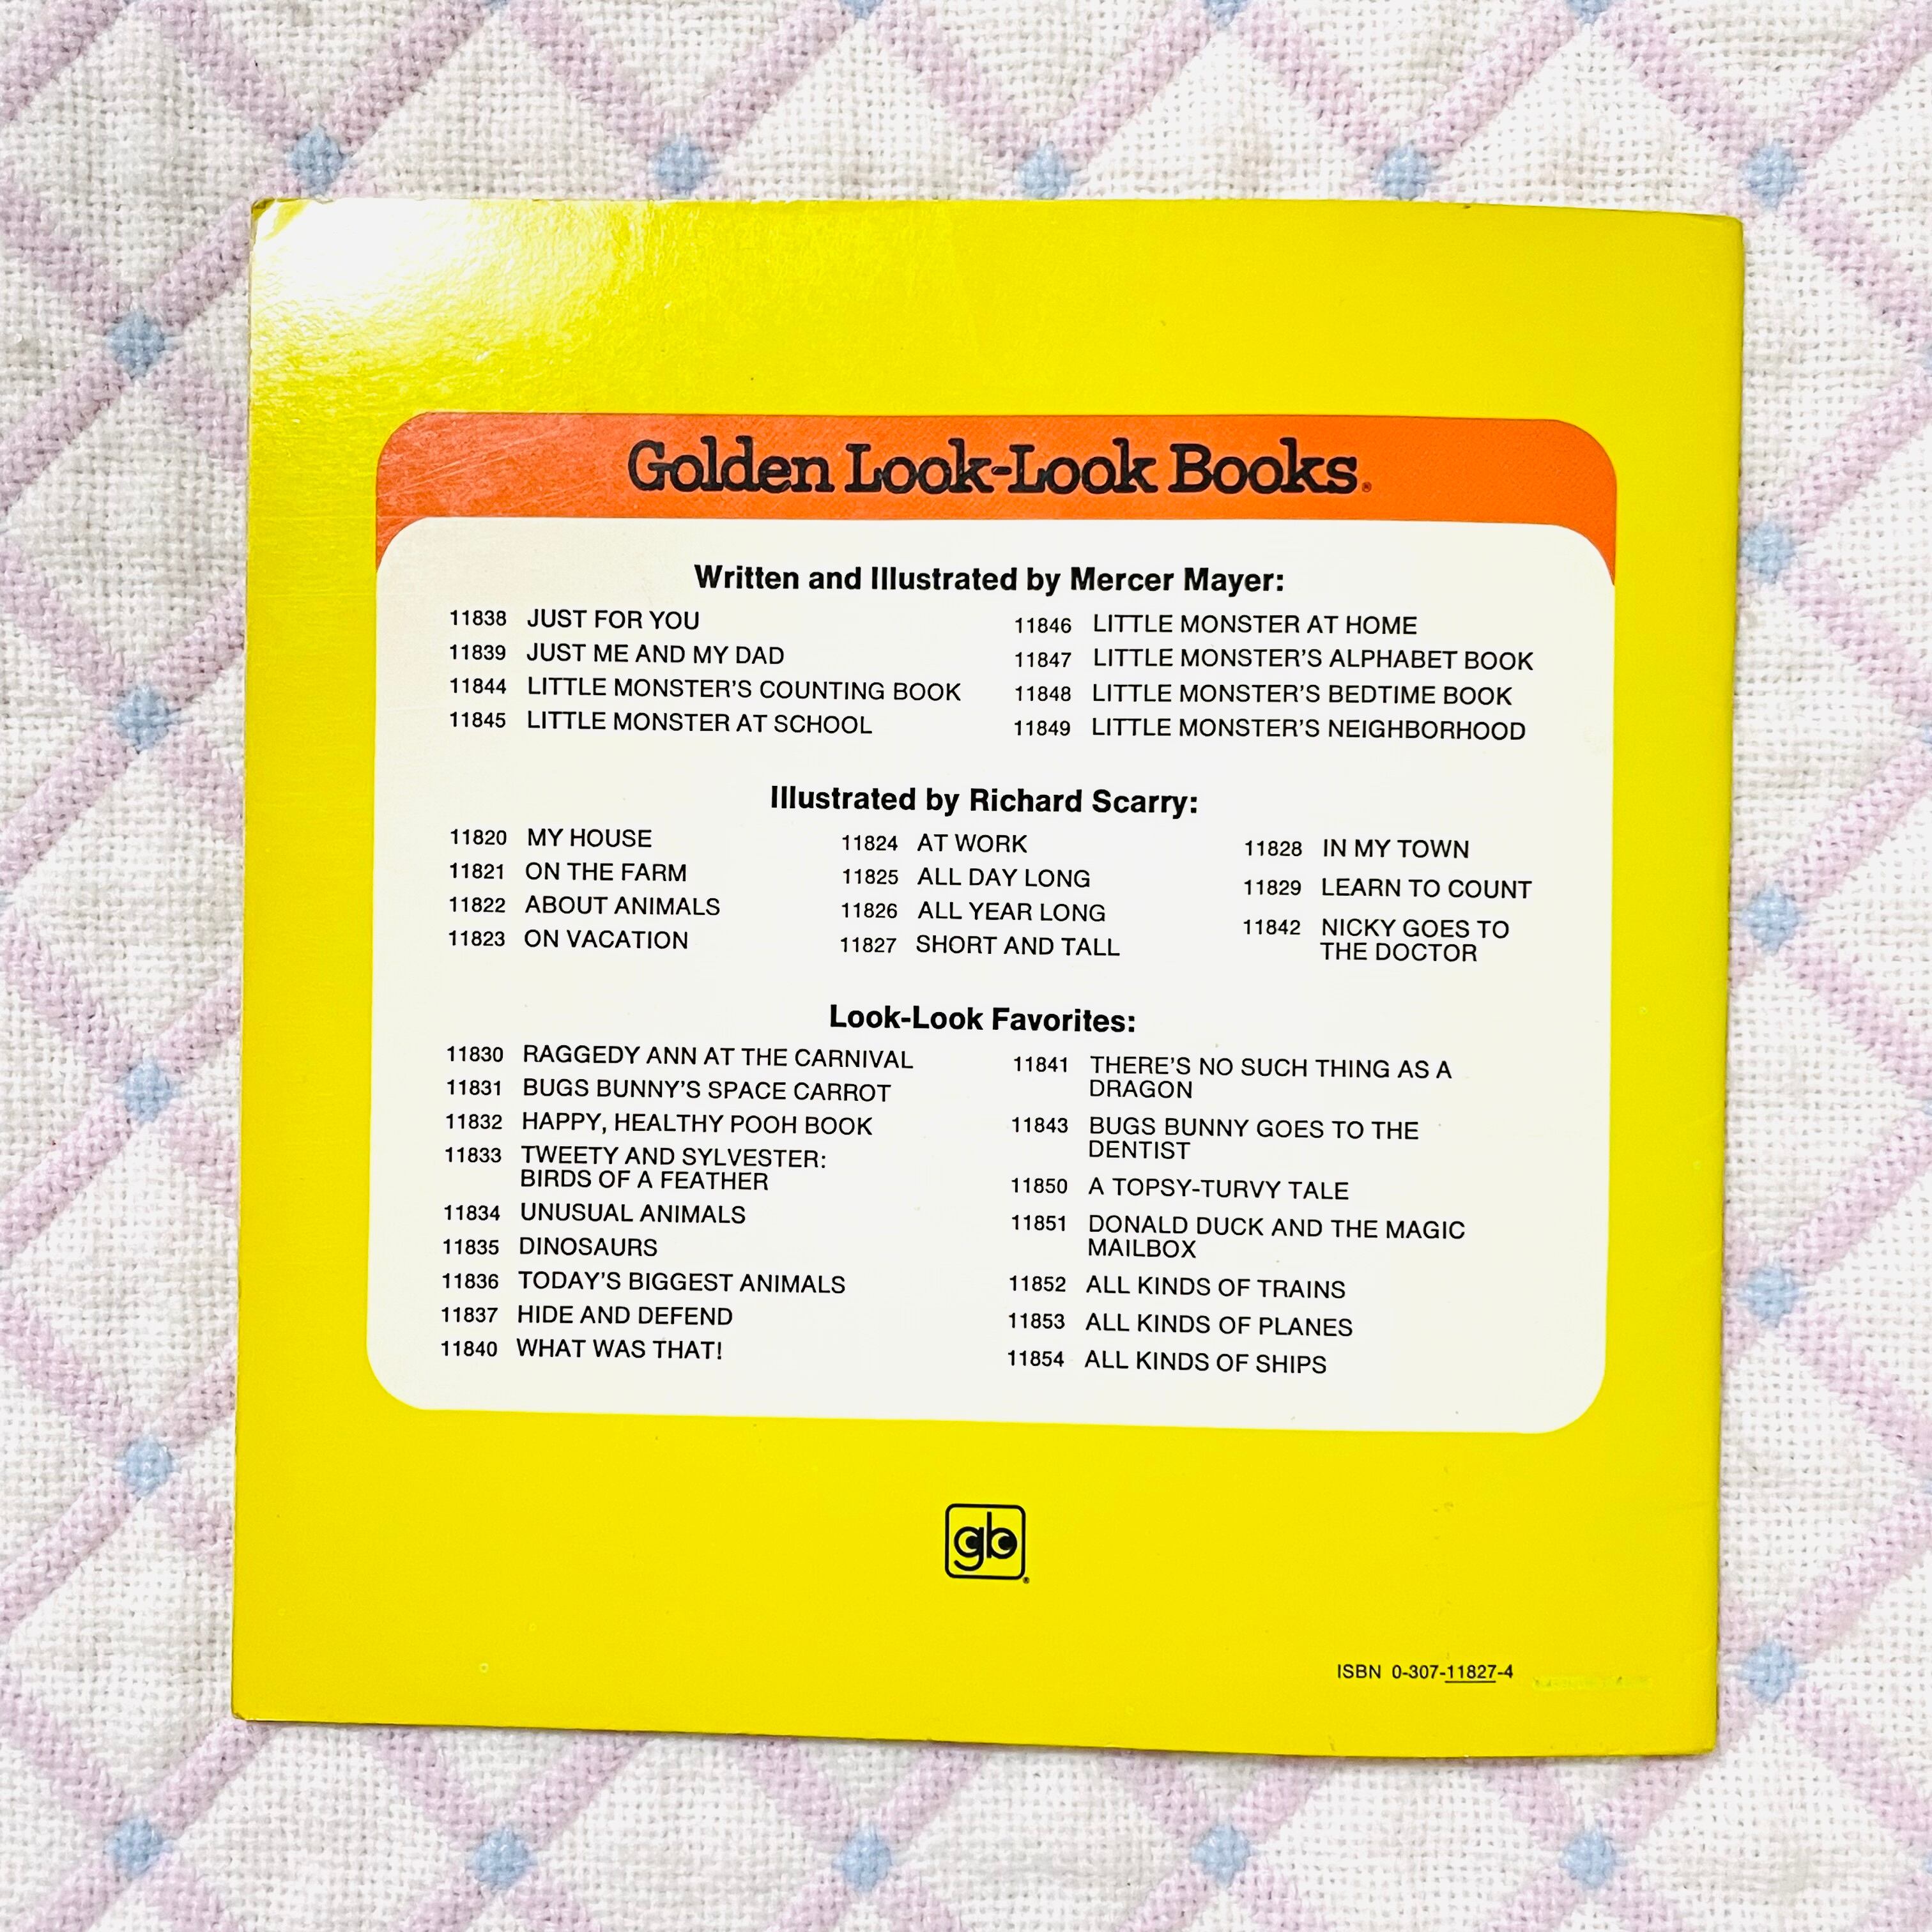 Golden Look-Look Books®
Written and Illustrated by Mercer Mayer:
11838 JUST FOR YOU
11839 JUST ME AND MY DAD
11844 LITTLE MONSTER'S COUNTING BOOK
11845 LITTLE MONSTER AT SCHOOL
11846 LITTLE MONSTER AT HOME
11847 LITTLE MONSTER'S ALPHABET BOOK
11848 LITTLE MONSTER'S BEDTIME BOOK
11849 LITTLE MONSTER'S NEIGHBORHOOD
Illustrated by Richard Scarry:
11820 MY HOUSE
11821 ON THE FARM
11822 ABOUT ANIMALS
11823 ON VACATION
11824 AT WORK
11825 ALL DAY LONG
11826 ALL YEAR LONG
11827 SHORT AND TALL
11828 IN MY TOWN
11829 LEARN TO COUNT
11842 NICKY GOES TO
THE DOCTOR
Look-Look Favorites:
11830 RAGGEDY ANN AT THE CARNIVAL
11831 BUGS BUNNY'S SPACE CARROT
11832 HAPPY, HEALTHY POOH BOOK
11833 TWEETY AND SYLVESTER:
BIRDS OF A FEATHER
11834 UNUSUAL ANIMALS
11835 DINOSAURS
11836 TODAY'S BIGGEST ANIMALS
11837 HIDE AND DEFEND
11840 WHAT WAS THAT!
11841 THERE'S NO SUCH THING AS A
DRAGON
11843 BUGS BUNNY GOES TO THE
DENTIST
11850 A TOPSY-TURVY TALE
11851 DONALD DUCK AND THE MAGIC
MAILBOX
11852 ALL KINDS OF TRAINS
11853 ALL KINDS OF PLANES
11854 ALL KINDS OF SHIPS
gb®
ISBN 0-307-11827-4